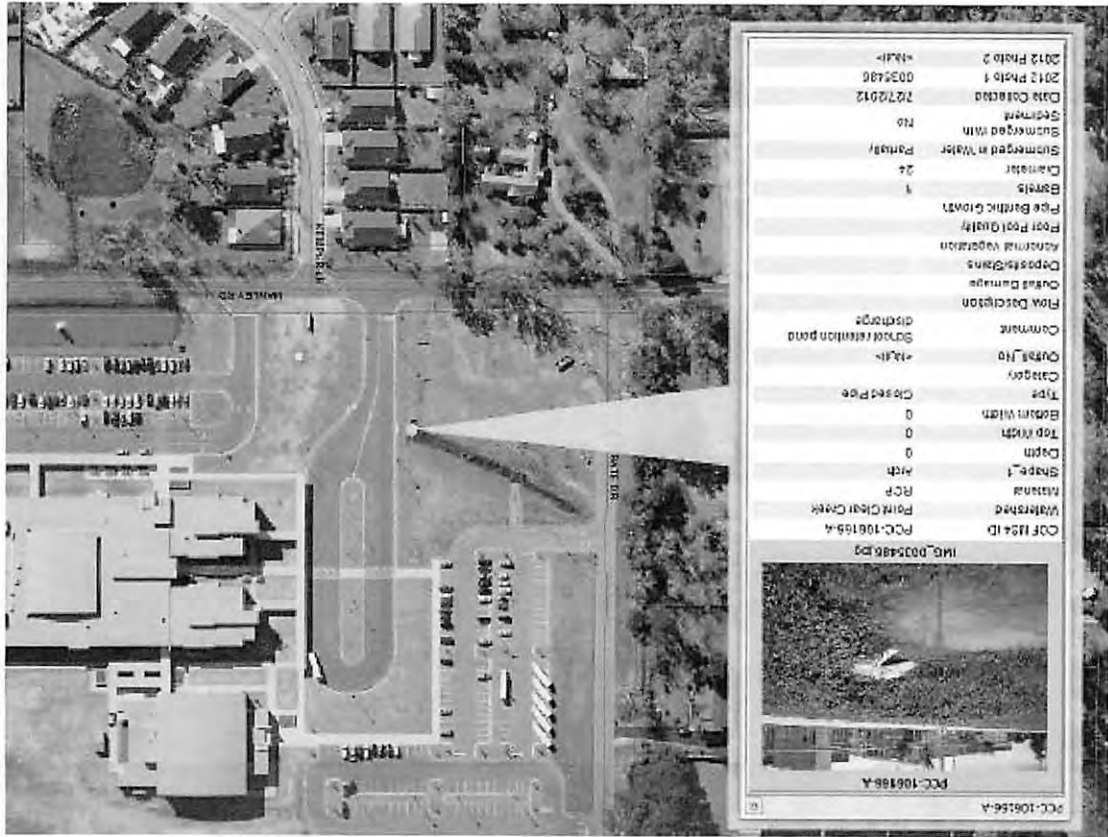 PCC-106166-A
PCC-106166-A
IMG_0035486.jpg
COF MS4 ID PCC-106166-A
Watershed Point Clear Creek
Material RCP
Shape_1 Arch
Depth 0
Top Width 0
Bottom Width 0
Type Closed Pipe
Category
Outfall_No <Null>
Comment School retention pond
discharge
Flow Description
Outfall Damage
Deposits/Stains
Abnormal Vegetation
Poor Pool Quality
Pipe Benthic Growth
Barrels 1
Diameter 24
Submerged in Water Partially
Submerged With
Sediment No
Date Collected 7/27/2012
2012 Photo 1 0035486
2012 Photo 2 <Null>
MANLEY RD